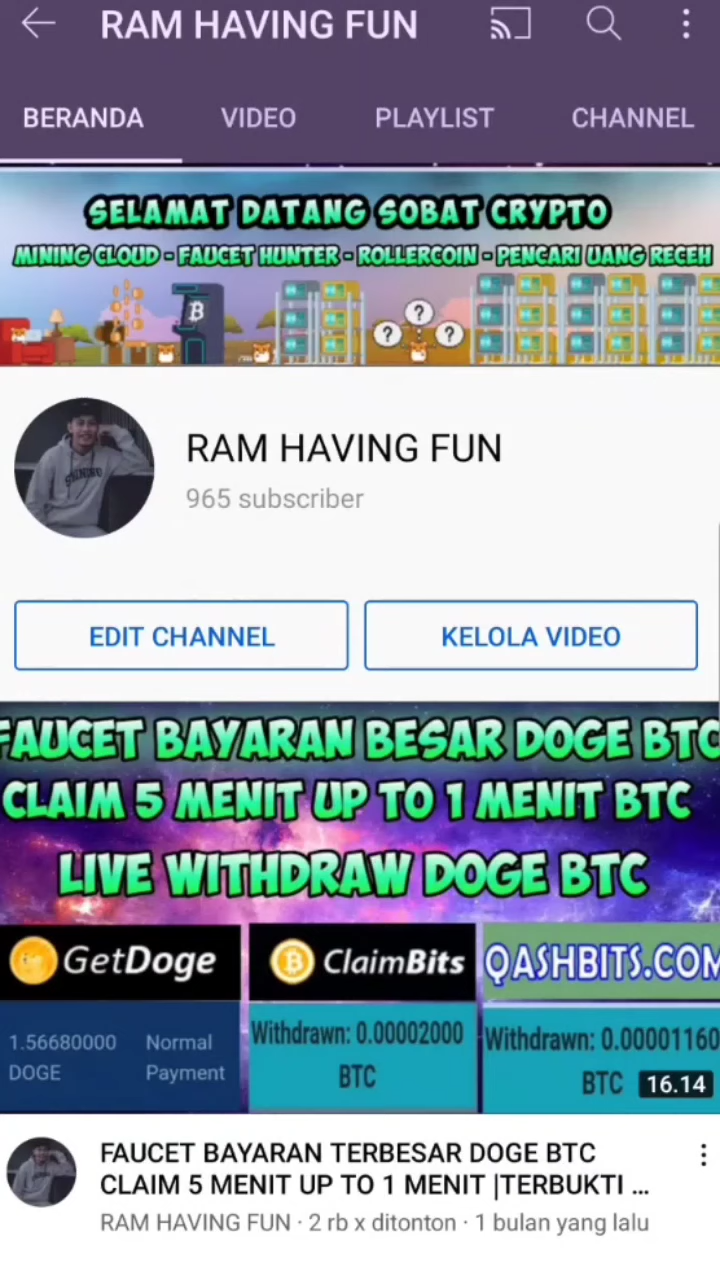 RAM HAVING FUN
BERANDA VIDEO PLAYLIST CHANNEL
SELAMAT DATANG SOBAT CRYPTO
MINING CLOUD - FAUCET HUNTER - ROLLERCOIN - PENCARI UANG RECEH
? ? ?
RAM HAVING FUN
965 subscriber
EDIT CHANNEL KELOLA VIDEO
FAUCET BAYARAN BESAR DOGE BTC
CLAIM 5 MENIT UP TO 1 MENIT BTC
LIVE WITHDRAW DOGE BTC
GetDoge ClaimBits QASHBITS.COM
1.56680000 Normal
DOGE Payment
Withdrawn: 0.00002000
BTC
Withdrawn: 0.00001160
BTC 16.14
FAUCET BAYARAN TERBESAR DOGE BTC
CLAIM 5 MENIT UP TO 1 MENIT |TERBUKTI ...
RAM HAVING FUN · 2 rb x ditonton · 1 bulan yang lalu